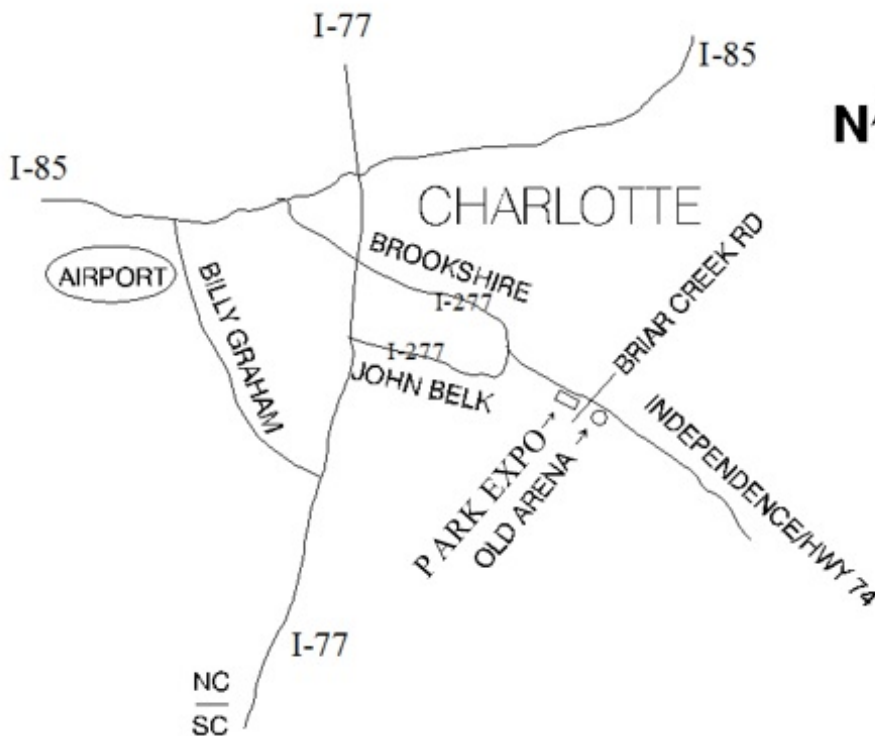 I-77
I-85
N
I-85
CHARLOTTE
BROOKSHIRE
I-277
AIRPORT
BILLY GRAHAM
I-277
JOHN BELK
BRIAR CREEK RD
PARK EXPO
OLD ARENA
INDEPENDENCE/HWY 74
I-77
NC
SC